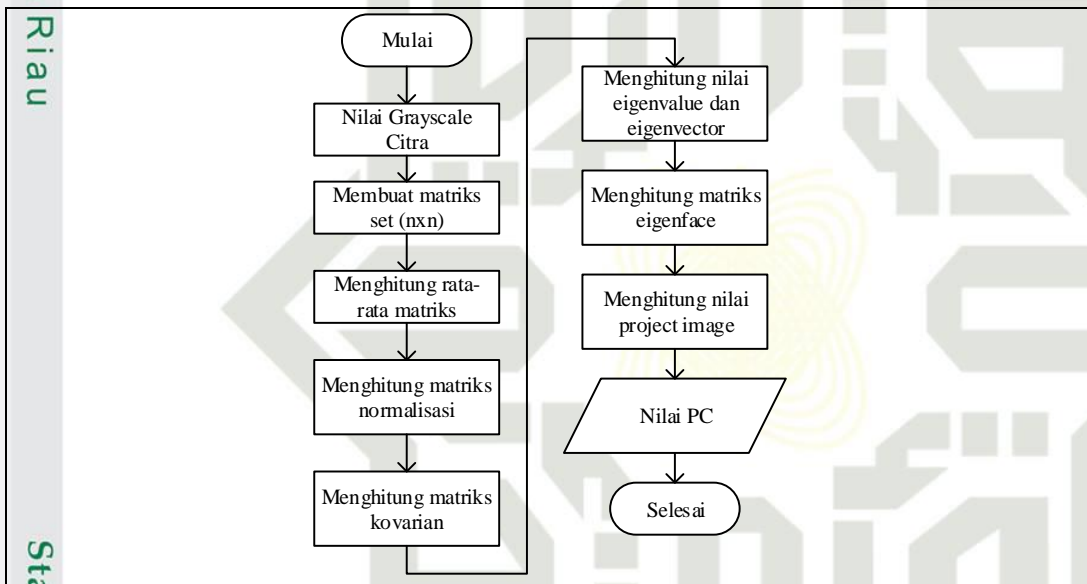 Riau
Sta
Mulai
Nilai Grayscale
Citra
Membuat matriks
set (nxn)
Menghitung rata-
rata matriks
Menghitung matriks
normalisasi
Menghitung matriks
kovarian
Menghitung nilai
eigenvalue dan
eigenvector
Menghitung matriks
eigenface
Menghitung nilai
project image
Nilai PC
Selesai